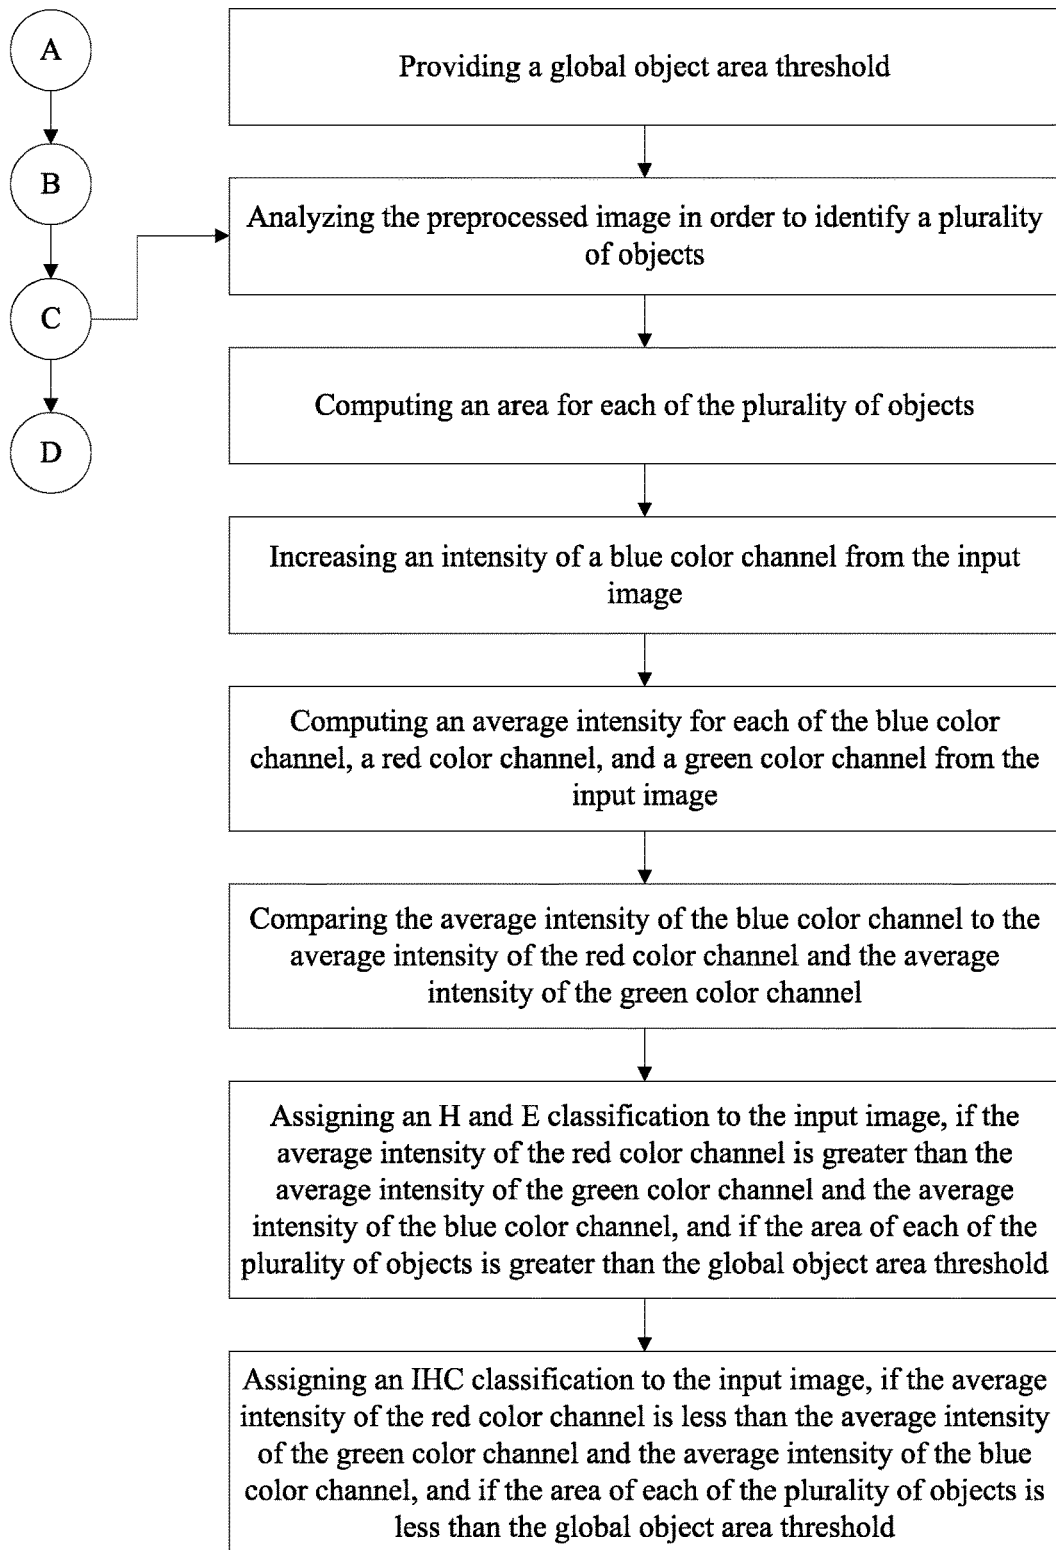 A
B
C
D
Providing a global object area threshold
Analyzing the preprocessed image in order to identify a plurality
of objects
Computing an area for each of the plurality of objects
Increasing an intensity of a blue color channel from the input
image
Computing an average intensity for each of the blue color
channel, a red color channel, and a green color channel from the
input image
Comparing the average intensity of the blue color channel to the
average intensity of the red color channel and the average
intensity of the green color channel
Assigning an H and E classification to the input image, if the
average intensity of the red color channel is greater than the
average intensity of the green color channel and the average
intensity of the blue color channel, and if the area of each of the
plurality of objects is greater than the global object area threshold
Assigning an IHC classification to the input image, if the average
intensity of the red color channel is less than the average intensity
of the green color channel and the average intensity of the blue
color channel, and if the area of each of the plurality of objects is
less than the global object area threshold